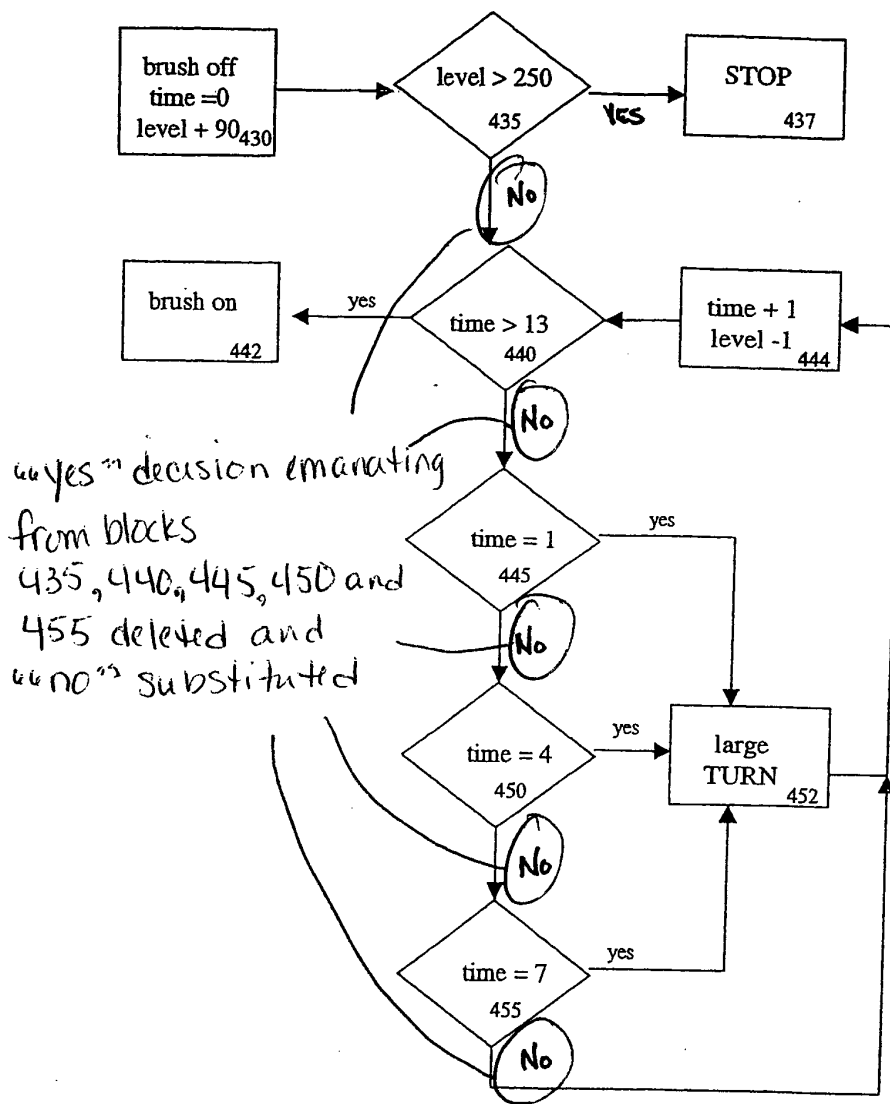 brush off
time =0
level + 90
430
level > 250
435
YES
STOP
437
No
brush on
442
yes
time > 13
440
time + 1
level -1
444
No
““yes”” decision emanating
from blocks
435, 440, 445, 450 and
455 deleted and
““no”” substituted
time = 1
445
yes
No
time = 4
450
yes
large
TURN
452
No
time = 7
455
yes
No